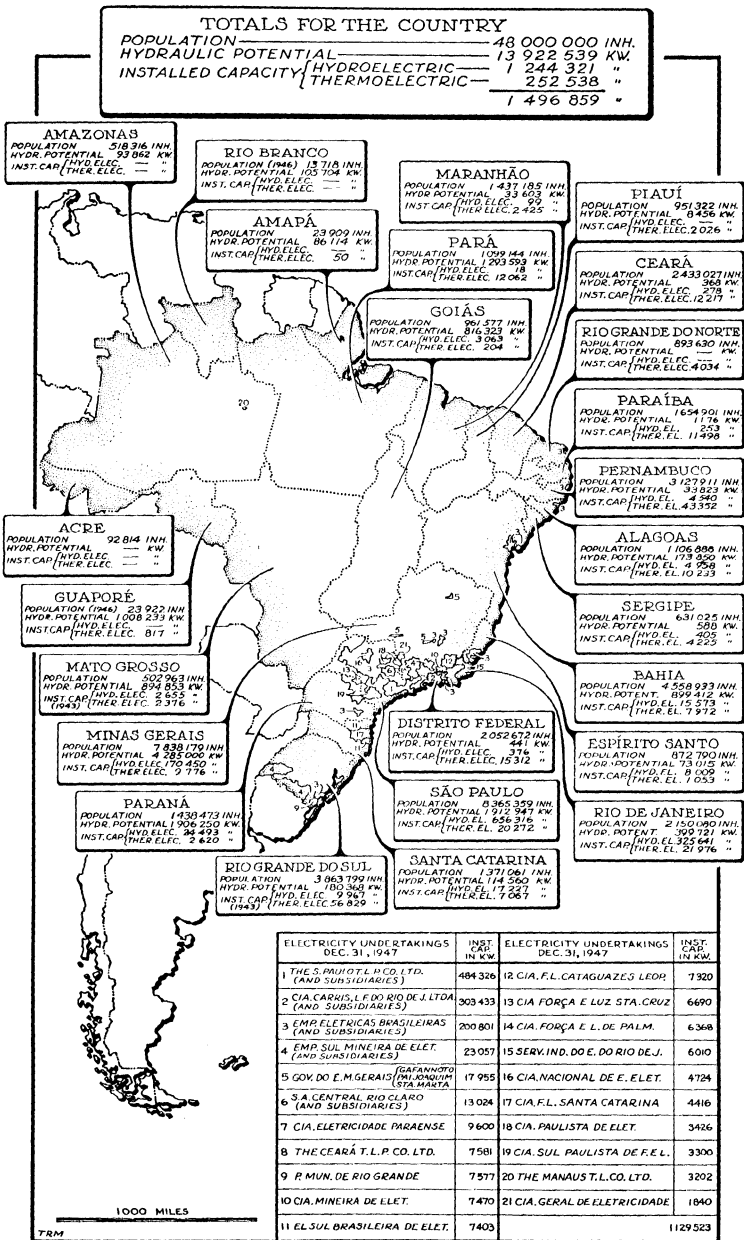 TOTALS FOR THE COUNTRY
POPULATION 48 000 000 INH.
HYDRAULIC POTENTIAL 13 922 539 KW.
INSTALLED CAPACITY { HYDROELECTRIC 1 244 321 "
THERMOELECTRIC 252 538 "
1 496 859 "
AMAZONAS
POPULATION 518 316 INH.
HYDR. POTENTIAL 93 862 KW.
INST. CAP. { HYD. ELEC. — "
THER. ELEC. — "
RIO BRANCO
POPULATION (1946) 13 718 INH.
HYDR. POTENTIAL 105 704 KW.
INST. CAP. { HYD. ELEC. — "
THER. ELEC. — "
AMAPÁ
POPULATION 23 909 INH.
HYDR. POTENTIAL 86 114 KW.
INST. CAP. { HYD. ELEC. — "
THER. ELEC. 50 "
MARANHÃO
POPULATION 1 437 185 INH.
HYDR. POTENTIAL 33 603 KW.
INST. CAP. { HYD. ELEC. 99 "
THER. ELEC. 2 425 "
PARÁ
POPULATION 1 099 144 INH.
HYDR. POTENTIAL 1 293 593 KW.
INST. CAP. { HYD. ELEC. 18 "
THER. ELEC. 12 062 "
GOIÁS
POPULATION 961 577 INH.
HYDR. POTENTIAL 816 323 KW.
INST. CAP. { HYD. ELEC. 3 063 "
THER. ELEC. 204 "
PIAUÍ
POPULATION 951 322 INH.
HYDR. POTENTIAL 8 456 KW.
INST. CAP. { HYD. ELEC. — "
THER. ELEC. 2 026 "
CEARÁ
POPULATION 2 433 027 INH.
HYDR. POTENTIAL 368 KW.
INST. CAP. { HYD. ELEC. 278 "
THER. ELEC. 12 217 "
RIO GRANDE DO NORTE
POPULATION 893 630 INH.
HYDR. POTENTIAL — KW.
INST. CAP. { HYD. ELEC. — "
THER. ELEC. 4 034 "
PARAÍBA
POPULATION 1 654 901 INH.
HYDR. POTENTIAL 1 176 KW.
INST. CAP. { HYD. EL. 253 "
THER. EL. 11 498 "
PERNAMBUCO
POPULATION 3 127 911 INH.
HYDR. POTENTIAL 33 823 KW.
INST. CAP. { HYD. EL. 4 540 "
THER. EL. 43 352 "
ALAGOAS
POPULATION 1 106 888 INH.
HYDR. POTENTIAL 173 850 KW.
INST. CAP. { HYD. EL. 4 958 "
THER. EL. 10 233 "
SERGIPE
POPULATION 631 025 INH.
HYDR. POTENTIAL 588 KW.
INST. CAP. { HYD. EL. 405 "
THER. EL. 4 225 "
BAHIA
POPULATION 4 558 933 INH.
HYDR. POTENT. 899 412 KW.
INST. CAP. { HYD. EL. 15 573 "
THER. EL. 7 972 "
ESPÍRITO SANTO
POPULATION 872 790 INH.
HYDR. POTENTIAL 73 015 KW.
INST. CAP. { HYD. EL. 8 009 "
THER. EL. 1 053 "
RIO DE JANEIRO
POPULATION 2 150 080 INH.
HYDR. POTENT. 399 721 KW.
INST. CAP. { HYD. EL. 325 641 "
THER. EL. 21 976 "
ACRE
POPULATION 92 814 INH.
HYDR. POTENTIAL — KW.
INST. CAP. { HYD. ELEC. — "
THER. ELEC. — "
GUAPORÉ
POPULATION (1946) 23 922 INH.
HYDR. POTENTIAL 1 008 233 KW.
INST. CAP. { HYD. ELEC. — "
THER. ELEC. 817 "
MATO GROSSO
POPULATION 502 963 INH.
HYDR. POTENTIAL 894 853 KW.
INST. CAP. { HYD. ELEC. 2 655 "
(1943) THER. ELEC. 2 376 "
MINAS GERAIS
POPULATION 7 838 179 INH.
HYDR. POTENTIAL 4 285 000 KW.
INST. CAP. { HYD. ELEC. 170 450 "
THER. ELEC. 9 776 "
PARANÁ
POPULATION 1 438 473 INH.
HYDR. POTENTIAL 1 906 250 KW.
INST. CAP. { HYD. ELEC. 24 493 "
THER. ELEC. 2 620 "
RIO GRANDE DO SUL
POPULATION 3 863 799 INH.
HYDR. POTENTIAL 180 368 KW.
INST. CAP. { HYD. ELEC. 9 967 "
(1943) THER. ELEC. 56 829 "
DISTRITO FEDERAL
POPULATION 2 052 672 INH.
HYDR. POTENTIAL 441 KW.
INST. CAP. { HYD. ELEC. 376 "
THER. ELEC. 15 312 "
SÃO PAULO
POPULATION 8 365 359 INH.
HYDR. POTENTIAL 1 912 947 KW.
INST. CAP. { HYD. EL. 656 316 "
THER. EL. 20 272 "
SANTA CATARINA
POPULATION 1 371 061 INH.
HYDR. POTENTIAL 114 560 KW.
INST. CAP. { HYD. EL. 17 227 "
THER. EL. 7 067 "
ELECTRICITY UNDERTAKINGS DEC. 31, 1947 INST. CAP. IN KW. ELECTRICITY UNDERTAKINGS DEC. 31, 1947 INST. CAP. IN KW.
1 THE S. PAULO T. L. P. CO. LTD. (AND SUBSIDIARIES) 484 326 12 CIA. F. L. CATAGUAZES LEOP. 7 320
2 CIA. CARRIS, L. F. DO RIO DE J. LTDA. (AND SUBSIDIARIES) 303 433 13 CIA FORÇA E LUZ STA. CRUZ 6690
3 EMP. ELETRICAS BRASILEIRAS (AND SUBSIDIARIES) 200 801 14 CIA. FORÇA E L. DE PALM. 6 368
4 EMP. SUL MINEIRA DE ELET. (AND SUBSIDIARIES) 23 057 15 SERV. IND. DO E. DO RIO DE J. 6010
5 GOV. DO E. M. GERAIS { GAFANNOTO PAI JOAQUIM STA. MARTA 17 955 16 CIA. NACIONAL DE E. ELET. 4724
6 S. A. CENTRAL RIO CLARO (AND SUBSIDIARIES) 13 024 17 CIA. F. L. SANTA CATARINA 4416
7 CIA. ELETRICIDADE PARAENSE 9 600 18 CIA. PAULISTA DE ELET. 3426
8 THE CEARÁ T. L. P. CO. LTD. 7 581 19 CIA. SUL PAULISTA DE F. E L. 3300
9 P. MUN. DE RIO GRANDE 7 577 20 THE MANAUS T. L. CO. LTD. 3202
10 CIA. MINEIRA DE ELET. 7 470 21 CIA. GERAL DE ELETRICIDADE 1840
11 EL SUL BRASILEIRA DE ELET. 7 403 1129 523
1000 MILES
TRM